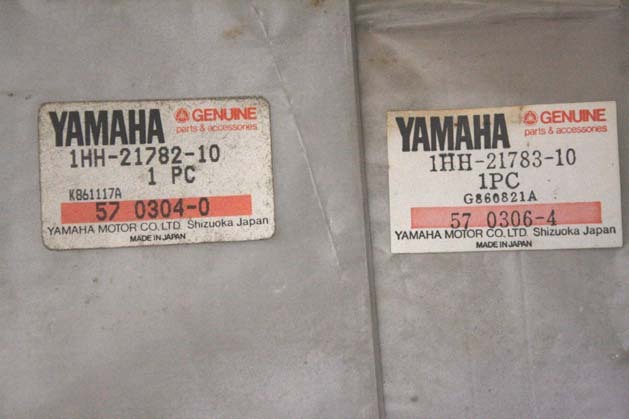 YAMAHA GENUINE
parts & accessories
1HH-21782-10
1 PC
K861117A
57 0304-0
YAMAHA MOTOR CO.,LTD. Shizuoka Japan
MADE IN JAPAN
YAMAHA GENUINE
parts & accessories
1HH-21783-10
1PC
G860821A
57 0306-4
YAMAHA MOTOR CO.,LTD. Shizuoka Japan
MADE IN JAPAN